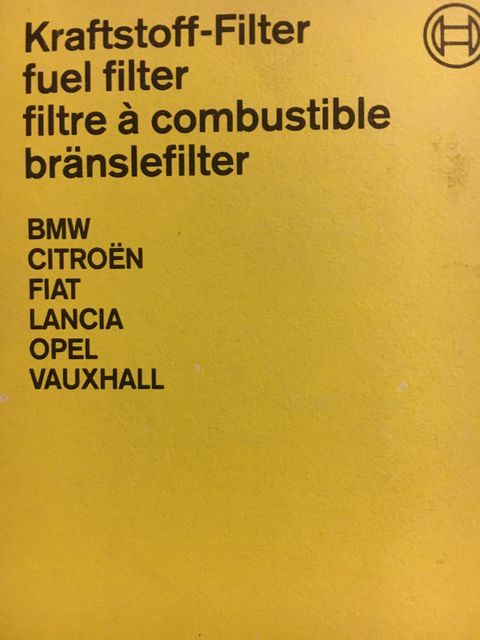 Kraftstoff-Filter
fuel filter
filtre à combustible
bränslefilter
BMW
CITROËN
FIAT
LANCIA
OPEL
VAUXHALL